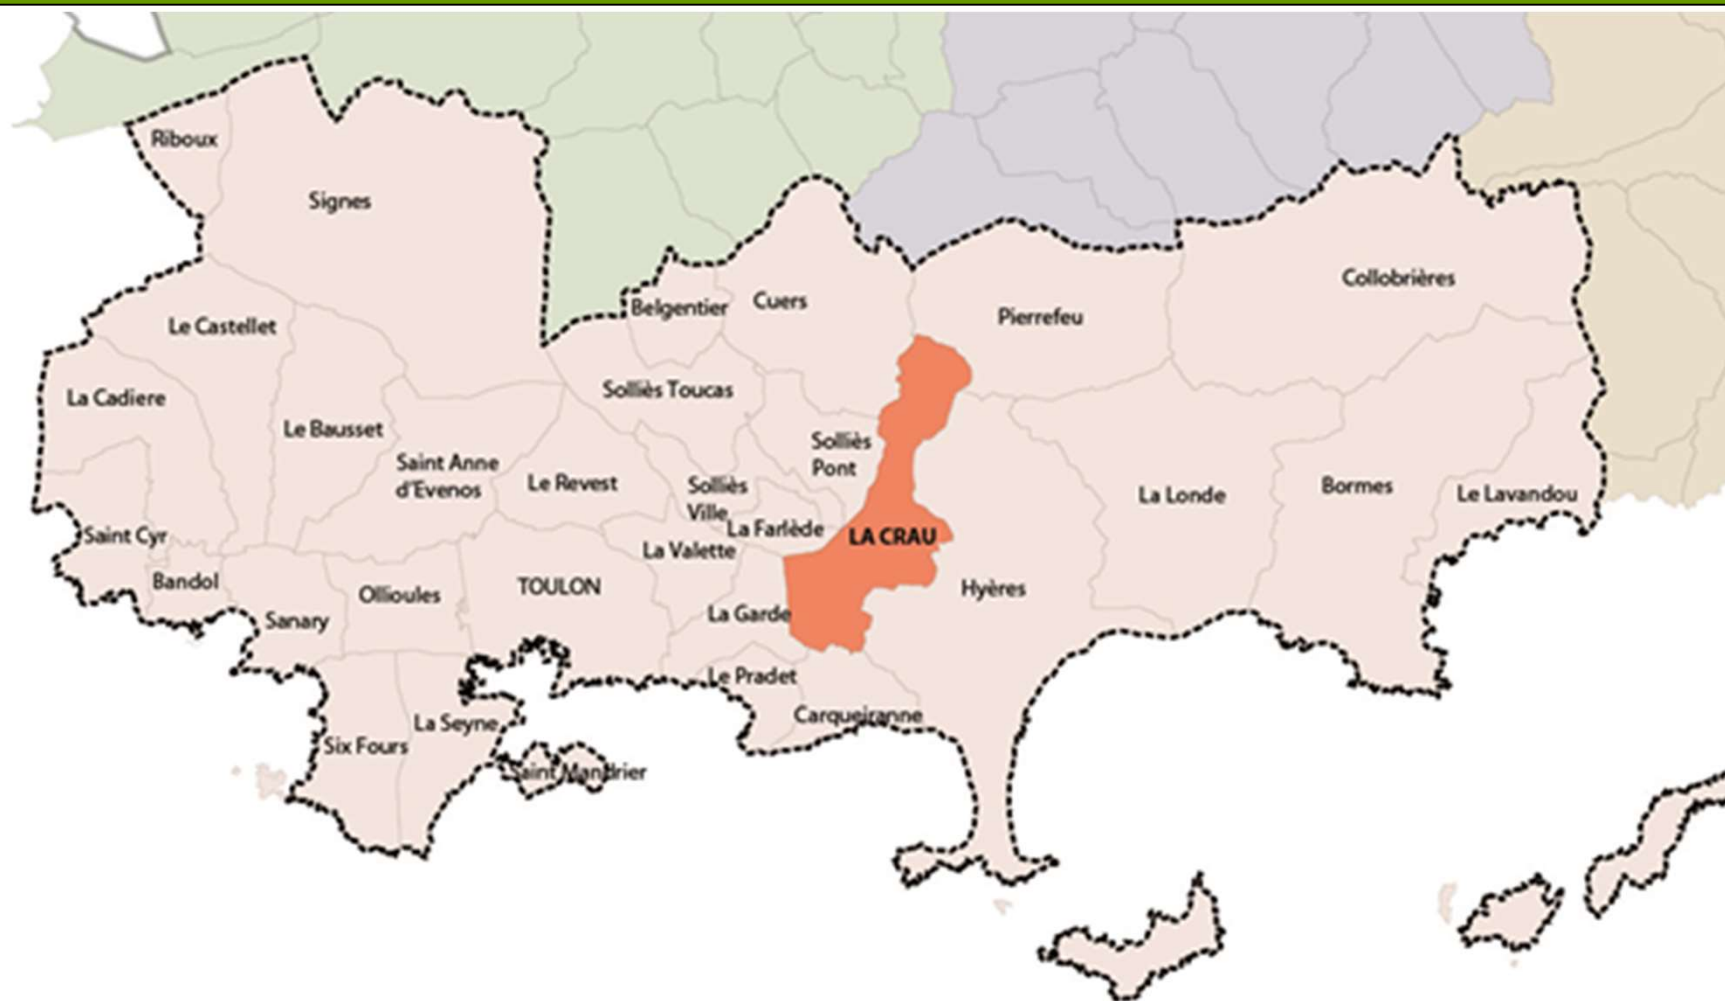 Riboux
Signes
Collobrières
Belgentier
Cuers
Pierrefeu
Le Castellet
Solliès Toucas
La Cadiere
Le Bausset
Solliès
Pont
Saint Anne
d'Evenos
Le Revest
Solliès
Ville
La Londe
Bormes
Le Lavandou
La Farlède
LA CRAU
Saint Cyr
La Valette
Bandol
Ollioules
TOULON
Hyères
La Garde
Sanary
Le Pradet
Carqueiranne
La Seyne
Six Fours
Saint Mandrier